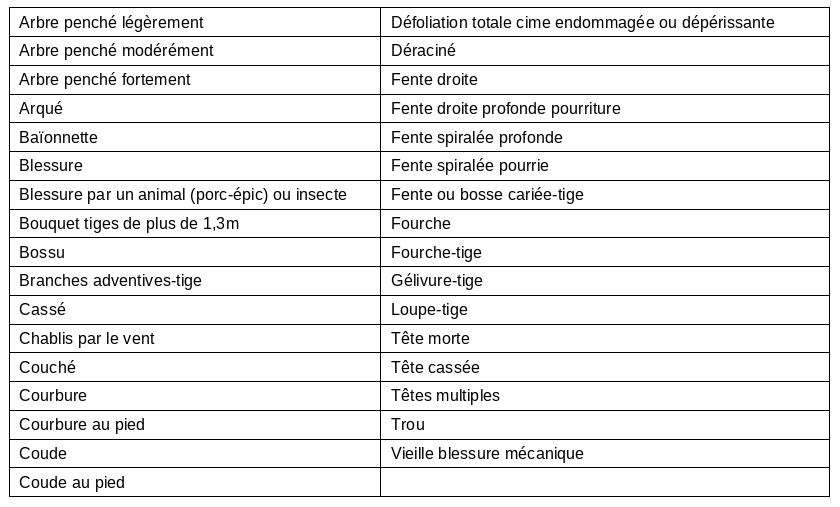 Arbre penché légèrement
Défoliation totale cime endommagée ou dépérissante
Arbre penché modérément
Déraciné
Arbre penché fortement
Fente droite
Arqué
Fente droite profonde pourriture
Baïonnette
Fente spiralée profonde
Blessure
Fente spiralée pourrie
Blessure par un animal (porc-épic) ou insecte
Fente ou bosse cariée-tige
Bouquet tiges de plus de 1,3m
Fourche
Bossu
Fourche-tige
Branches adventives-tige
Gélivure-tige
Cassé
Loupe-tige
Chablis par le vent
Tête morte
Couché
Tête cassée
Courbure
Têtes multiples
Courbure au pied
Trou
Coude
Vieille blessure mécanique
Coude au pied